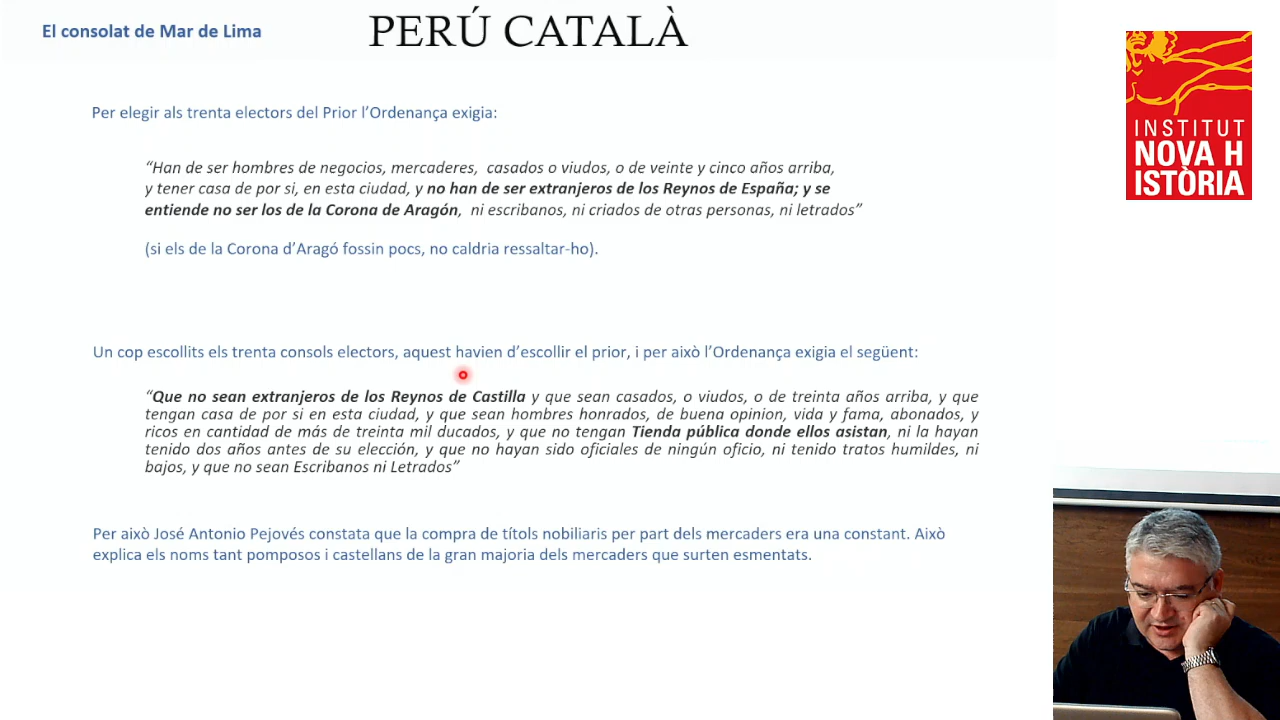 El consolat de Mar de Lima
PERÚ CATALÀ
INSTITUT
NOVA H
ISTÒRIA
Per elegir als trenta electors del Prior l’Ordenança exigia:
“Han de ser hombres de negocios, mercaderes, casados o viudos, o de veinte y cinco años arriba,
y tener casa de por si, en esta ciudad, y no han de ser extranjeros de los Reynos de España; y se
entiende no ser los de la Corona de Aragón, ni escribanos, ni criados de otras personas, ni letrados”
(si els de la Corona d’Aragó fossin pocs, no caldria ressaltar-ho).
Un cop escollits els trenta consols electors, aquest havien d’escollir el prior, i per això l’Ordenança exigia el següent:
“Que no sean extranjeros de los Reynos de Castilla y que sean casados, o viudos, o de treinta años arriba, y que
tengan casa de por si en esta ciudad, y que sean hombres honrados, de buena opinion, vida y fama, abonados, y
ricos en cantidad de más de treinta mil ducados, y que no tengan Tienda pública donde ellos asistan, ni la hayan
tenido dos años antes de su elección, y que no hayan sido oficiales de ningún oficio, ni tenido tratos humildes, ni
bajos, y que no sean Escribanos ni Letrados”
Per això José Antonio Pejovés constata que la compra de títols nobiliaris per part dels mercaders era una constant. Això
explica els noms tant pomposos i castellans de la gran majoria dels mercaders que surten esmentats.